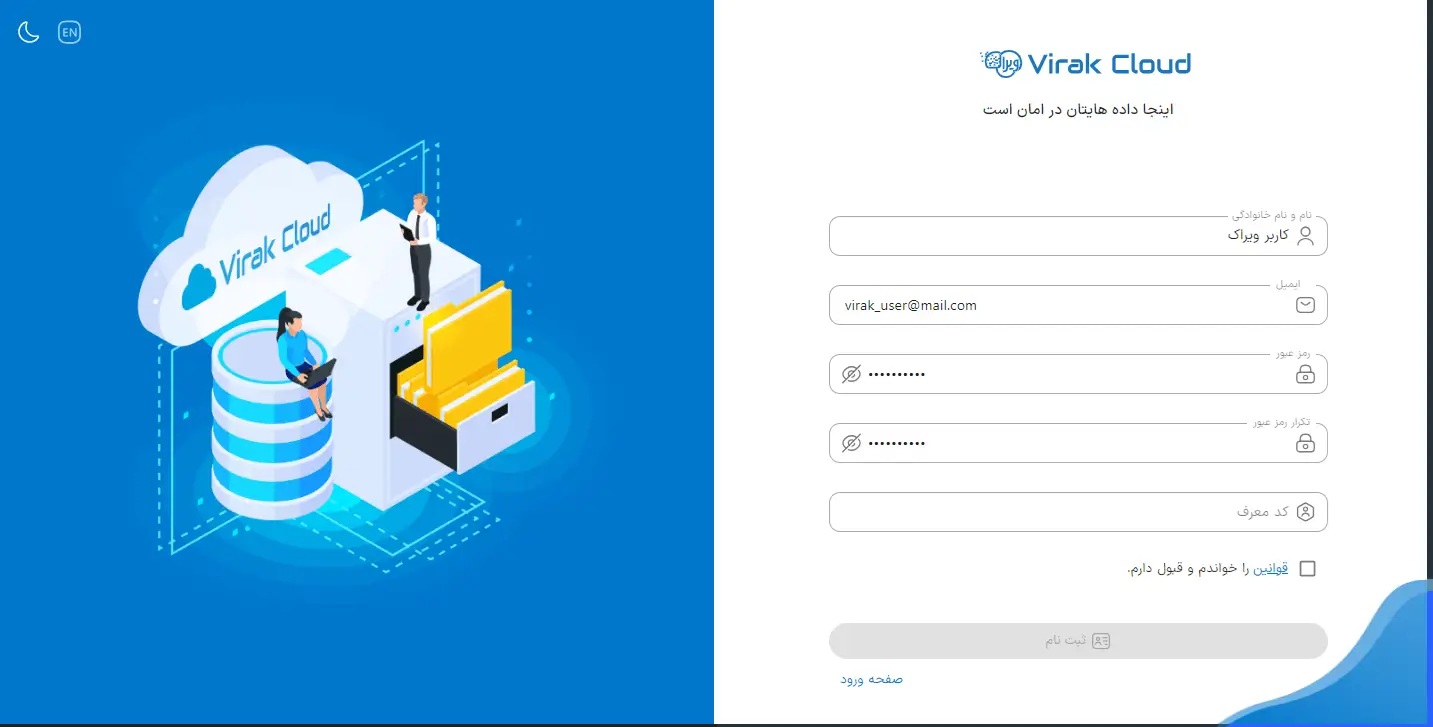 EN
Virak Cloud
ویراک Virak Cloud
اینجا داده هایتان در امان است
نام و نام خانوادگی
کاربر ویراک
ایمیل
virak_user@mail.com
رمز عبور
••••••••••
تکرار رمز عبور
••••••••••
کد معرف
قوانین را خواندم و قبول دارم.
ثبت نام
صفحه ورود